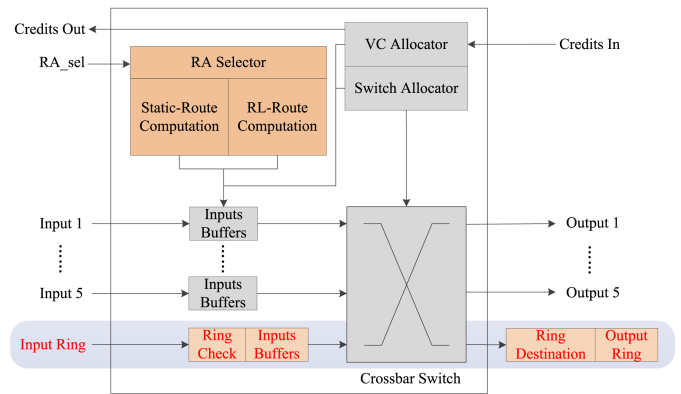 Credits Out
VC Allocator
Credits In
RA_sel
RA Selector
Switch Allocator
Static-Route
Computation
RL-Route
Computation
Input 1
Inputs
Buffers
Output 1
Input 5
Inputs
Buffers
Output 5
Input Ring
Ring
Check
Inputs
Buffers
Ring
Destination
Output
Ring
Crossbar Switch